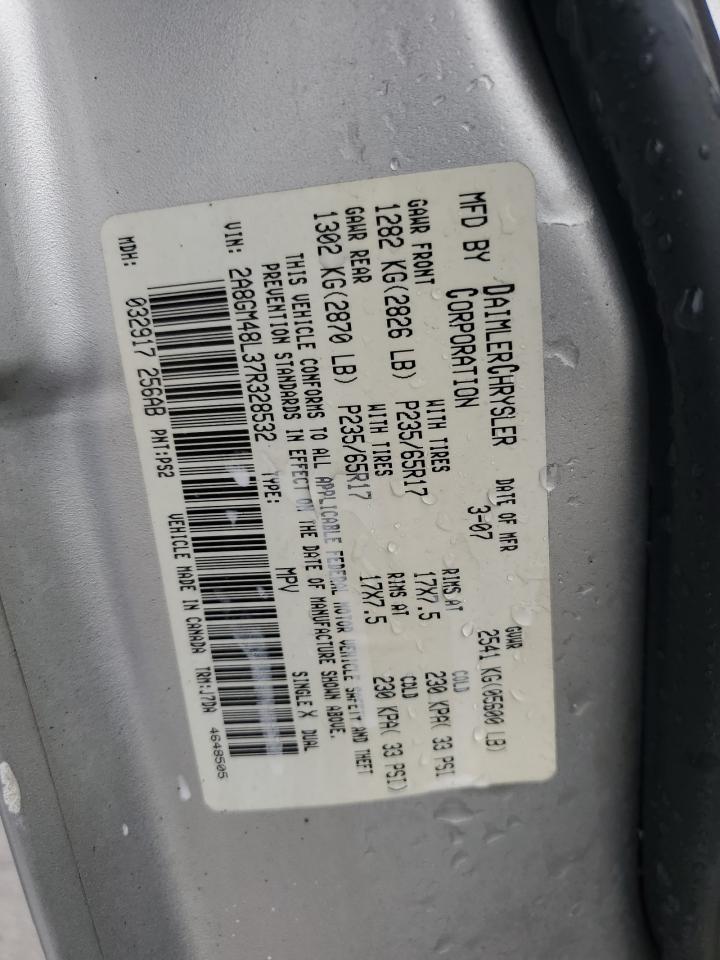 MFD BY DAIMLERCHRYSLER CORPORATION
DATE OF MFR 3-07
GVWR 2541 KG(05600 LB)
GAWR FRONT WITH TIRES RIMS AT COLD
1282 KG(2826 LB) P235/65R17 17X7.5 230 KPA( 33 PSI
GAWR REAR WITH TIRES RIMS AT COLD
1302 KG(2870 LB) P235/65R17 17X7.5 230 KPA( 33 PSI)
THIS VEHICLE CONFORMS TO ALL APPLICABLE FEDERAL MOTOR VEHICLE SAFETY AND THEFT
PREVENTION STANDARDS IN EFFECT ON THE DATE OF MANUFACTURE SHOWN ABOVE.
VIN: 2A8GM48L37R328532 TYPE: MPV SINGLE X DUAL
MDH: 032917 256AB PNT:PS2 VEHICLE MADE IN CANADA TRM:J7DA 4648505